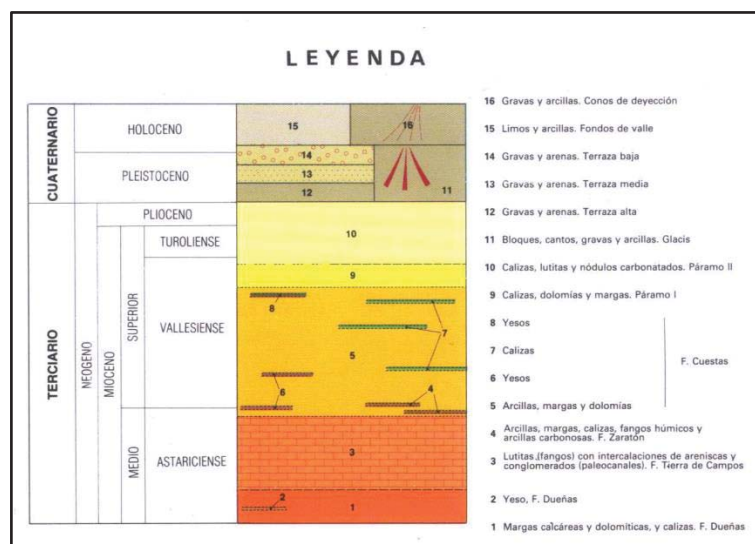 LEYENDA
CUATERNARIO
HOLOCENO
PLEISTOCENO
TERCIARIO
NEOGENO
PLIOCENO
MIOCENO
SUPERIOR
TUROLIENSE
VALLESIENSE
MEDIO
ASTARICIENSE
15
16
14
13
12
11
10
9
8
7
5
6
4
3
2
1
16 Gravas y arcillas. Conos de deyección
15 Limos y arcillas. Fondos de valle
14 Gravas y arenas. Terraza baja
13 Gravas y arenas. Terraza media
12 Gravas y arenas. Terraza alta
11 Bloques, cantos, gravas y arcillas. Glacis
10 Calizas, lutitas y nódulos carbonatados. Páramo II
9 Calizas, dolomías y margas. Páramo I
8 Yesos
7 Calizas
F. Cuestas
6 Yesos
5 Arcillas, margas y dolomías
4 Arcillas, margas, calizas, fangos húmicos y
arcillas carbonosas. F. Zaratón
3 Lutitas,(fangos) con intercalaciones de areniscas y
conglomerados (paleocanales). F. Tierra de Campos
2 Yeso, F. Dueñas
1 Margas calcáreas y dolomíticas, y calizas. F. Dueñas